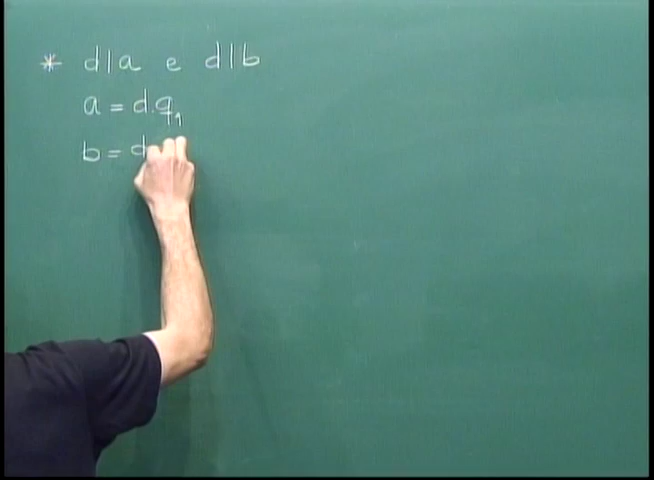 * d|a e d|b
a = d.q₁
b = d